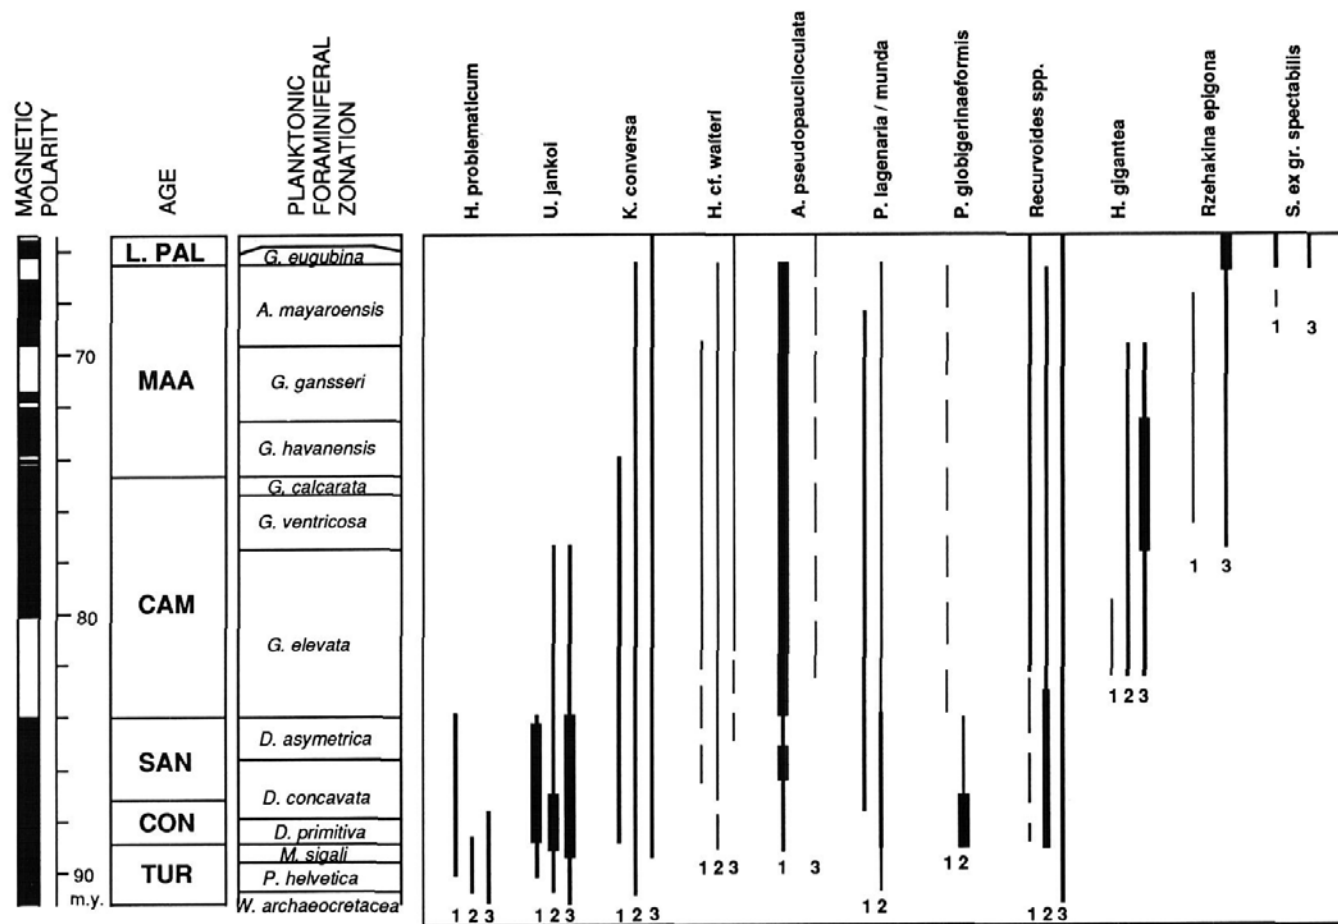 MAGNETIC
POLARITY
AGE
PLANKTONIC
FORAMINIFERAL
ZONATION
H. problematicum
U. jankoi
K. conversa
H. cf. walteri
A. pseudopauciloculata
P. lagenaria / munda
P. globigerinaeformis
Recurvoides spp.
H. gigantea
Rzehakina epigona
S. ex gr. spectabilis
L. PAL
G. eugubina
A. mayaroensis
1 3
70
MAA
G. gansseri
G. havanensis
G. calcarata
G. ventricosa
1 3
80
CAM
G. elevata
1 2 3
SAN
D. asymetrica
D. concavata
CON
D. primitiva
M. sigali
1 2 3
1 3
1 2
90
m.y.
TUR
P. helvetica
W. archaeocretacea
1 2 3
1 2 3
1 2 3
1 2
1 2 3